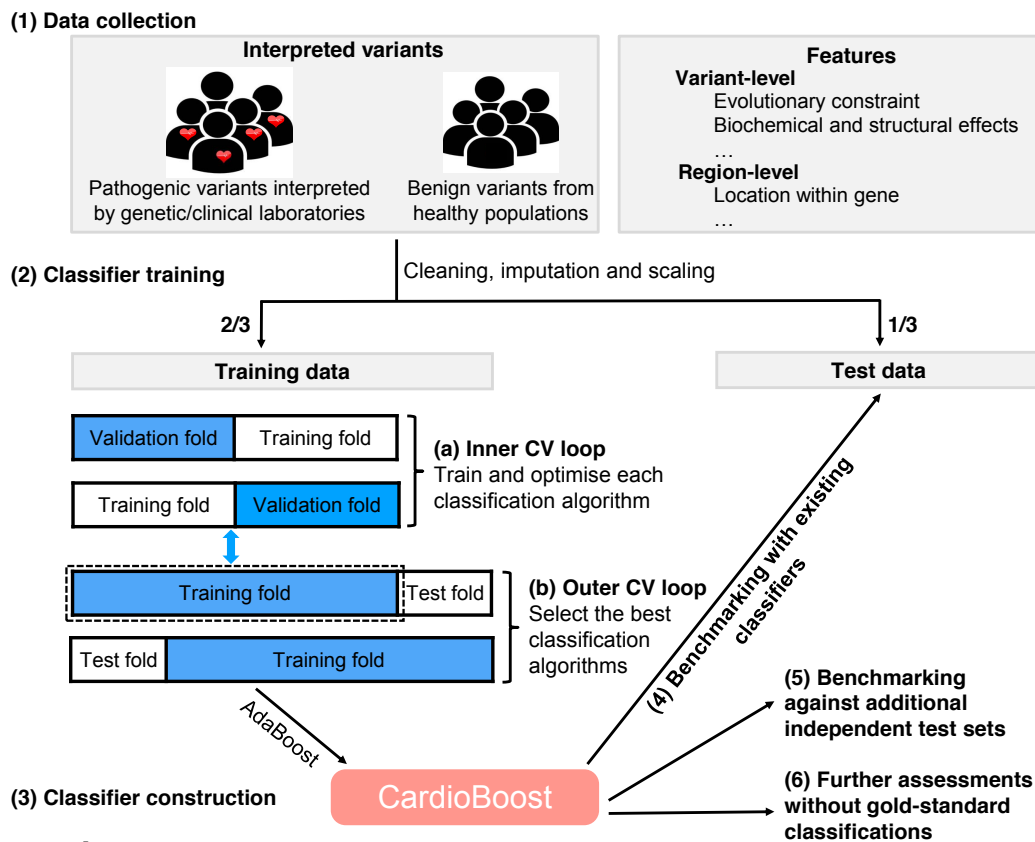 (1) Data collection
Interpreted variants
Pathogenic variants interpreted
by genetic/clinical laboratories
Benign variants from
healthy populations
Features
Variant-level
Evolutionary constraint
Biochemical and structural effects
...
Region-level
Location within gene
...
(2) Classifier training
Cleaning, imputation and scaling
2/3
1/3
Training data
Test data
Validation fold
Training fold
Training fold
Validation fold
(a) Inner CV loop
Train and optimise each
classification algorithm
Training fold
Test fold
Test fold
Training fold
(b) Outer CV loop
Select the best
classification
algorithms
(4) Benchmarking with existing
classifiers
AdaBoost
(3) Classifier construction
CardioBoost
(5) Benchmarking
against additional
independent test sets
(6) Further assessments
without gold-standard
classifications